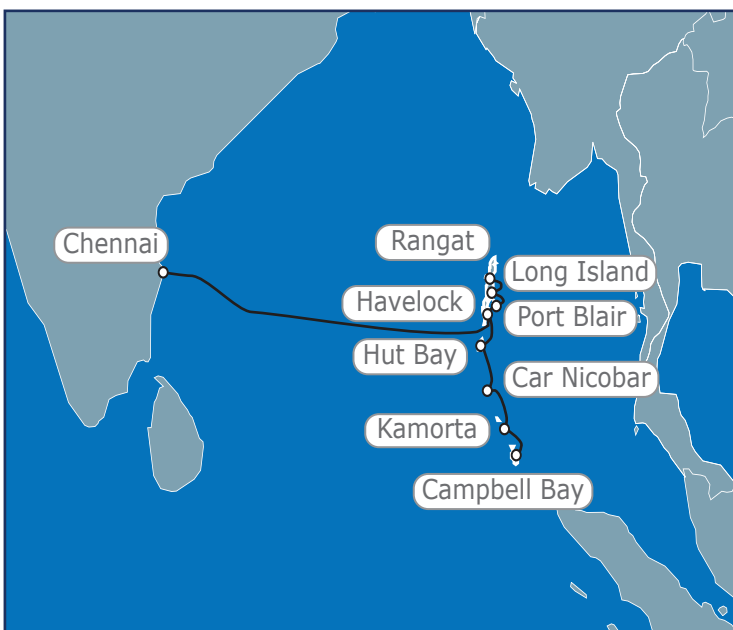 Chennai
Rangat
Long Island
Havelock
Port Blair
Hut Bay
Car Nicobar
Kamorta
Campbell Bay